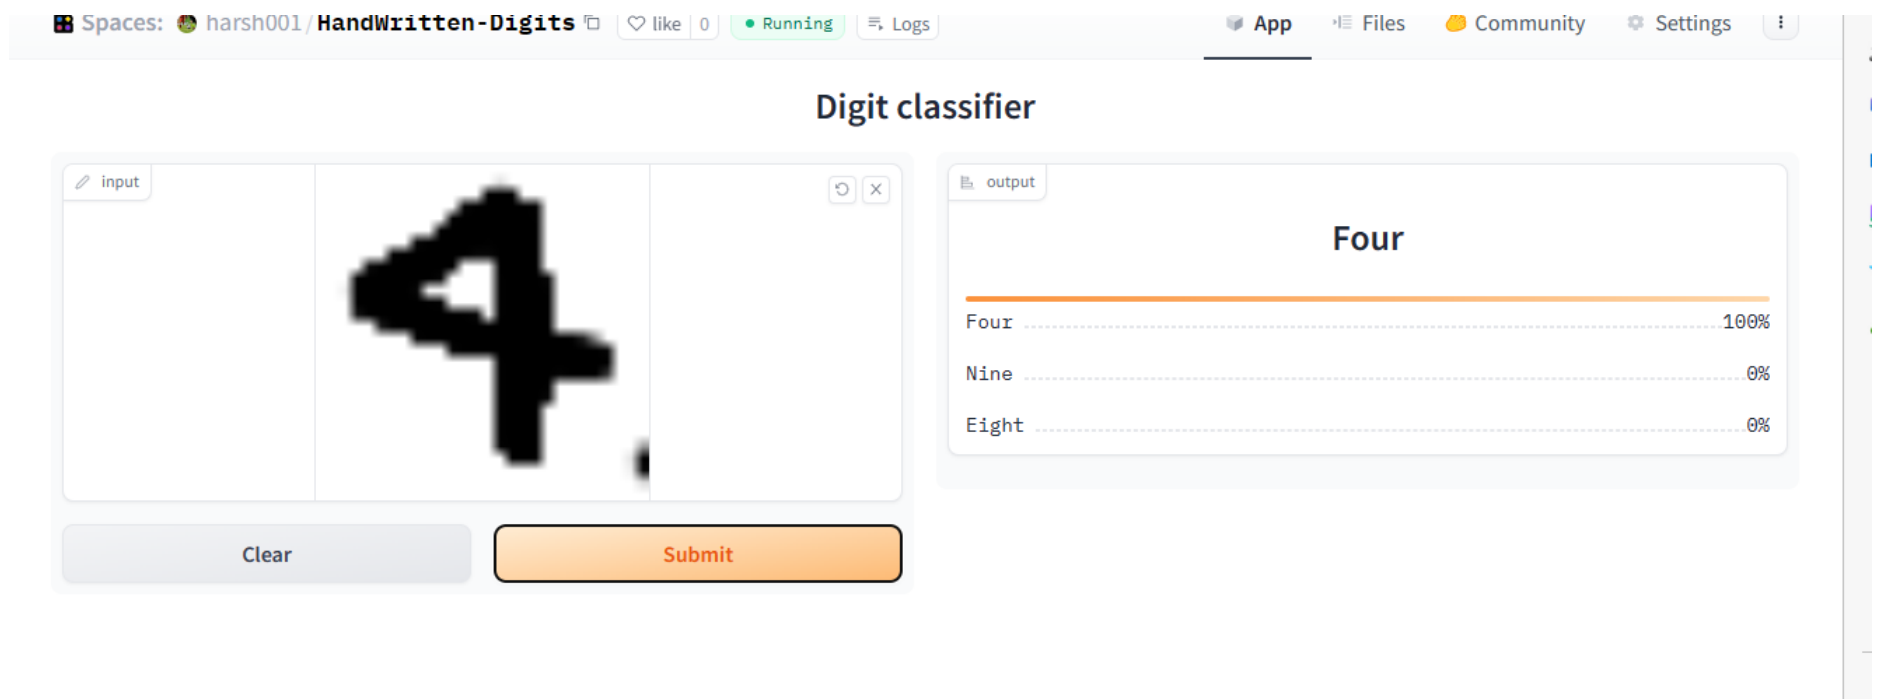 Spaces: harsh001/HandWritten-Digits like 0 Running Logs App Files Community Settings
Digit classifier
input
4
Clear
Submit
output
Four
Four 100%
Nine 0%
Eight 0%